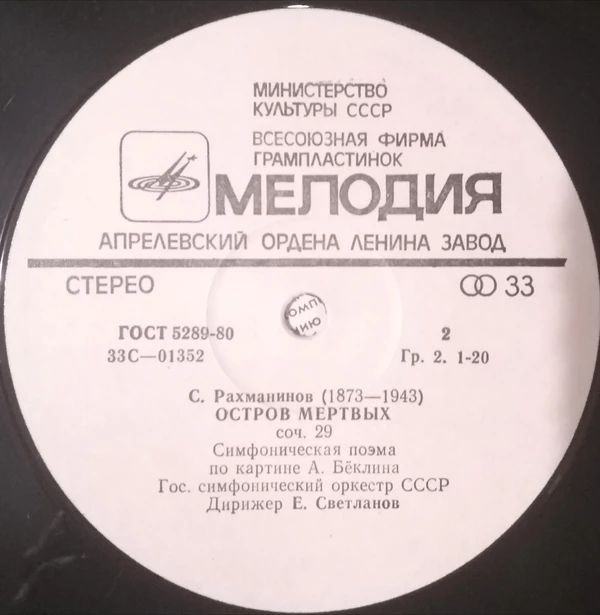 МИНИСТЕРСТВО
КУЛЬТУРЫ СССР
ВСЕСОЮЗНАЯ ФИРМА
ГРАМПЛАСТИНОК
МЕЛОДИЯ
АПРЕЛЕВСКИЙ ОРДЕНА ЛЕНИНА ЗАВОД
СТЕРЕО 33
ОМП
ИЮ
ГОСТ 5289-80 2
33С—01352 Гр. 2. 1-20
С. Рахманинов (1873—1943)
ОСТРОВ МЕРТВЫХ
соч. 29
Симфоническая поэма
по картине А. Бёклина
Гос. симфонический оркестр СССР
Дирижер Е. Светланов